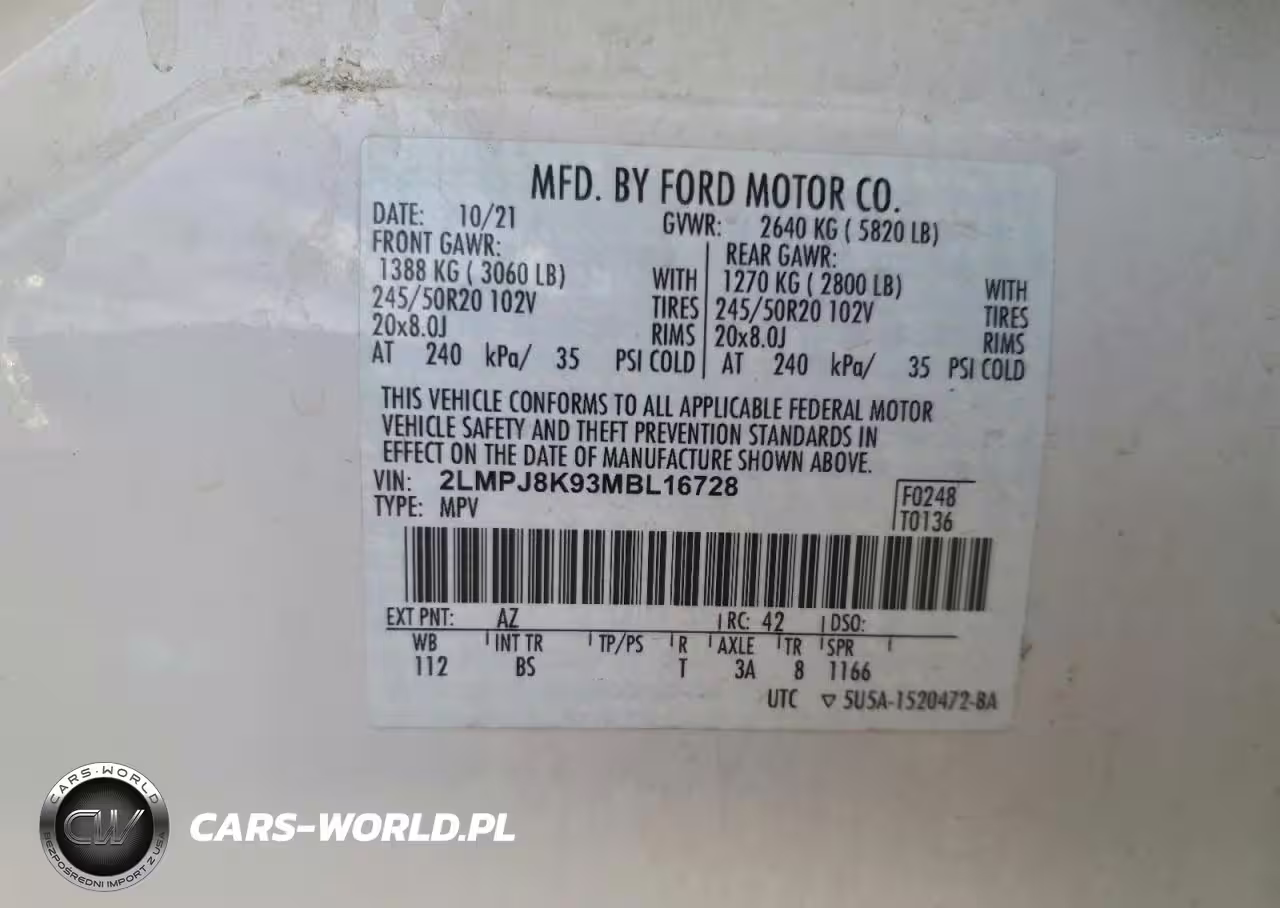 MFD. BY FORD MOTOR CO.
DATE: 10/21 GVWR: 2640 KG ( 5820 LB)
FRONT GAWR: REAR GAWR:
1388 KG ( 3060 LB) WITH 1270 KG ( 2800 LB) WITH
245/50R20 102V TIRES 245/50R20 102V TIRES
20x8.0J RIMS 20x8.0J RIMS
AT 240 kPa/ 35 PSI COLD AT 240 kPa/ 35 PSI COLD
THIS VEHICLE CONFORMS TO ALL APPLICABLE FEDERAL MOTOR
VEHICLE SAFETY AND THEFT PREVENTION STANDARDS IN
EFFECT ON THE DATE OF MANUFACTURE SHOWN ABOVE.
VIN: 2LMPJ8K93MBL16728
F0248
TYPE: MPV
T0136
EXT PNT: AZ RC: 42 DSO:
WB INT TR TP/PS R AXLE TR SPR
112 BS T 3A 8 1166
UTC ▽ 5U5A-1520472-BA
CARS-WORLD
CW
BEZPOŚREDNI IMPORT Z USA
CARS-WORLD.PL